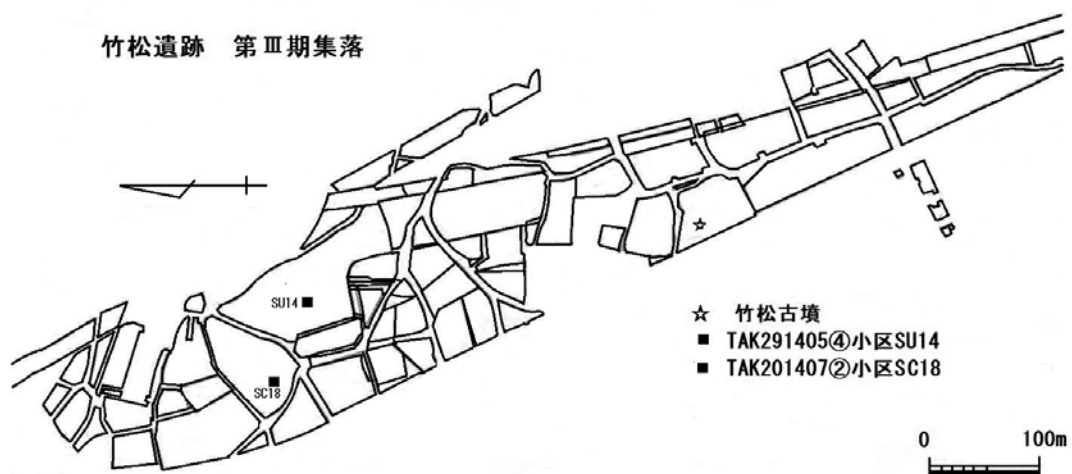 竹松遺跡　第Ⅲ期集落
SU14
SC18
☆　竹松古墳
■　TAK291405④小区SU14
■　TAK201407②小区SC18
0　100m